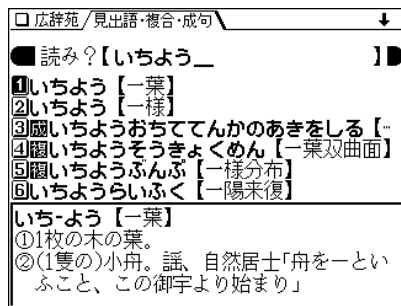 □ 広辞苑/見出語・複合・成句
読み?【いちよう_ 】
1いちよう【一葉】
2いちよう【一様】
3成いちようおちててんかのあきをしる【…
4複いちようそうきょくめん【一葉双曲面】
5複いちようぶんぷ【一様分布】
6いちようらいふく【一陽来復】
いち-よう【一葉】
①1枚の木の葉。
②(1隻の)小舟。謡、自然居士「舟を一とい
ふこと、この御宇より始まり」